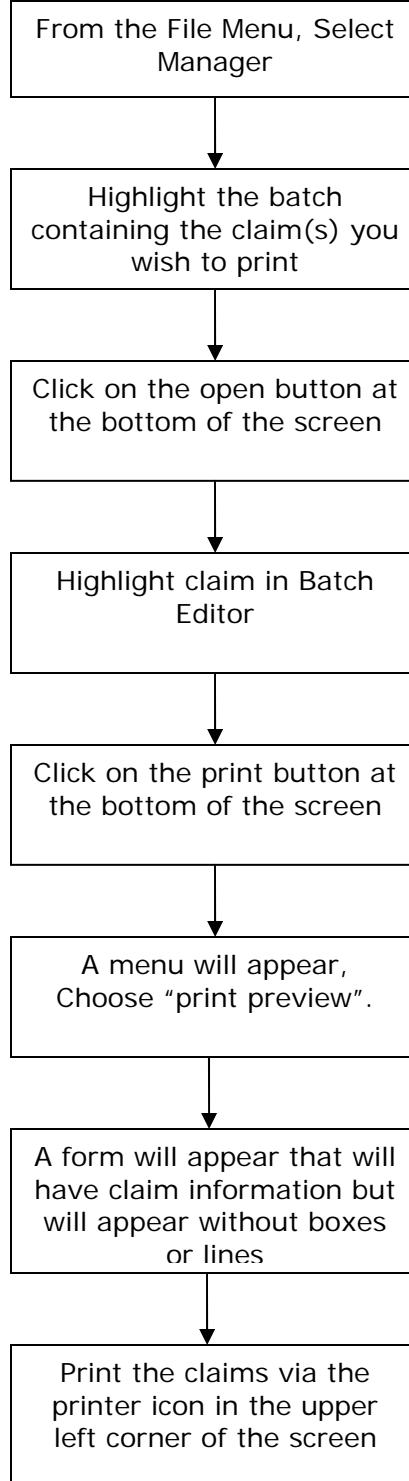 From the File Menu, Select
Manager
Highlight the batch
containing the claim(s) you
wish to print
Click on the open button at
the bottom of the screen
Highlight claim in Batch
Editor
Click on the print button at
the bottom of the screen
A menu will appear,
Choose “print preview”.
A form will appear that will
have claim information but
will appear without boxes
or lines
Print the claims via the
printer icon in the upper
left corner of the screen